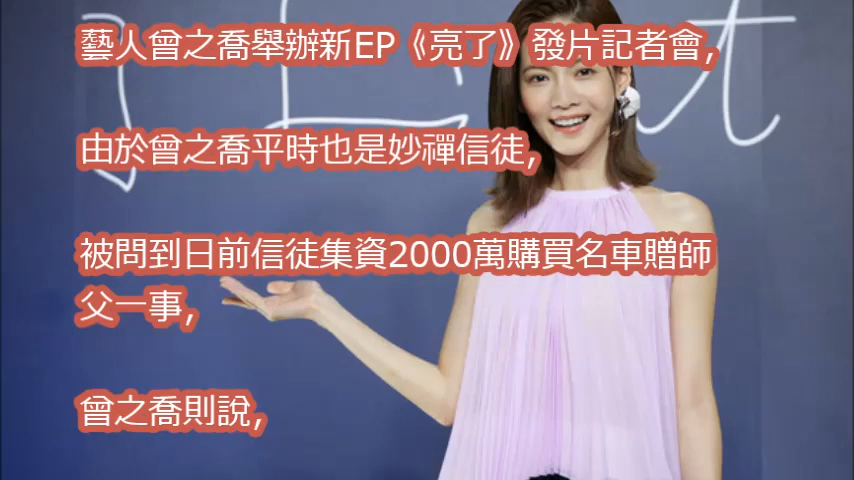 藝人曾之喬舉辦新EP《亮了》發片記者會,
由於曾之喬平時也是妙禪信徒,
被問到日前信徒集資2000萬購買名車贈師
父一事,
曾之喬則說,